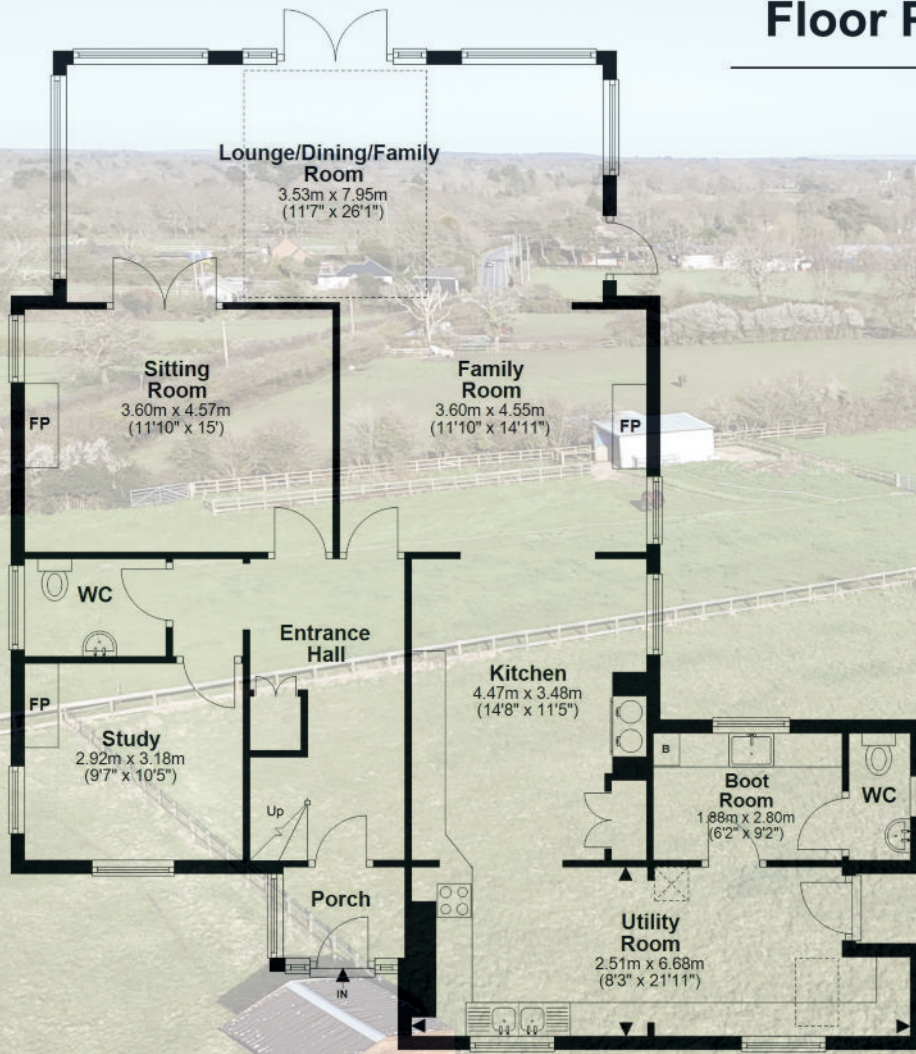 Floor P
Lounge/Dining/Family
Room
3.53m x 7.95m
(11'7" x 26'1")
Sitting
Room
3.60m x 4.57m
(11'10" x 15')
FP
Family
Room
3.60m x 4.55m
(11'10" x 14'11")
FP
WC
Entrance
Hall
Kitchen
4.47m x 3.48m
(14'8" x 11'5")
FP
Study
2.92m x 3.18m
(9'7" x 10'5")
B
Boot
Room
1.88m x 2.80m
(6'2" x 9'2")
WC
Up
Porch
IN
Utility
Room
2.51m x 6.68m
(8'3" x 21'11")